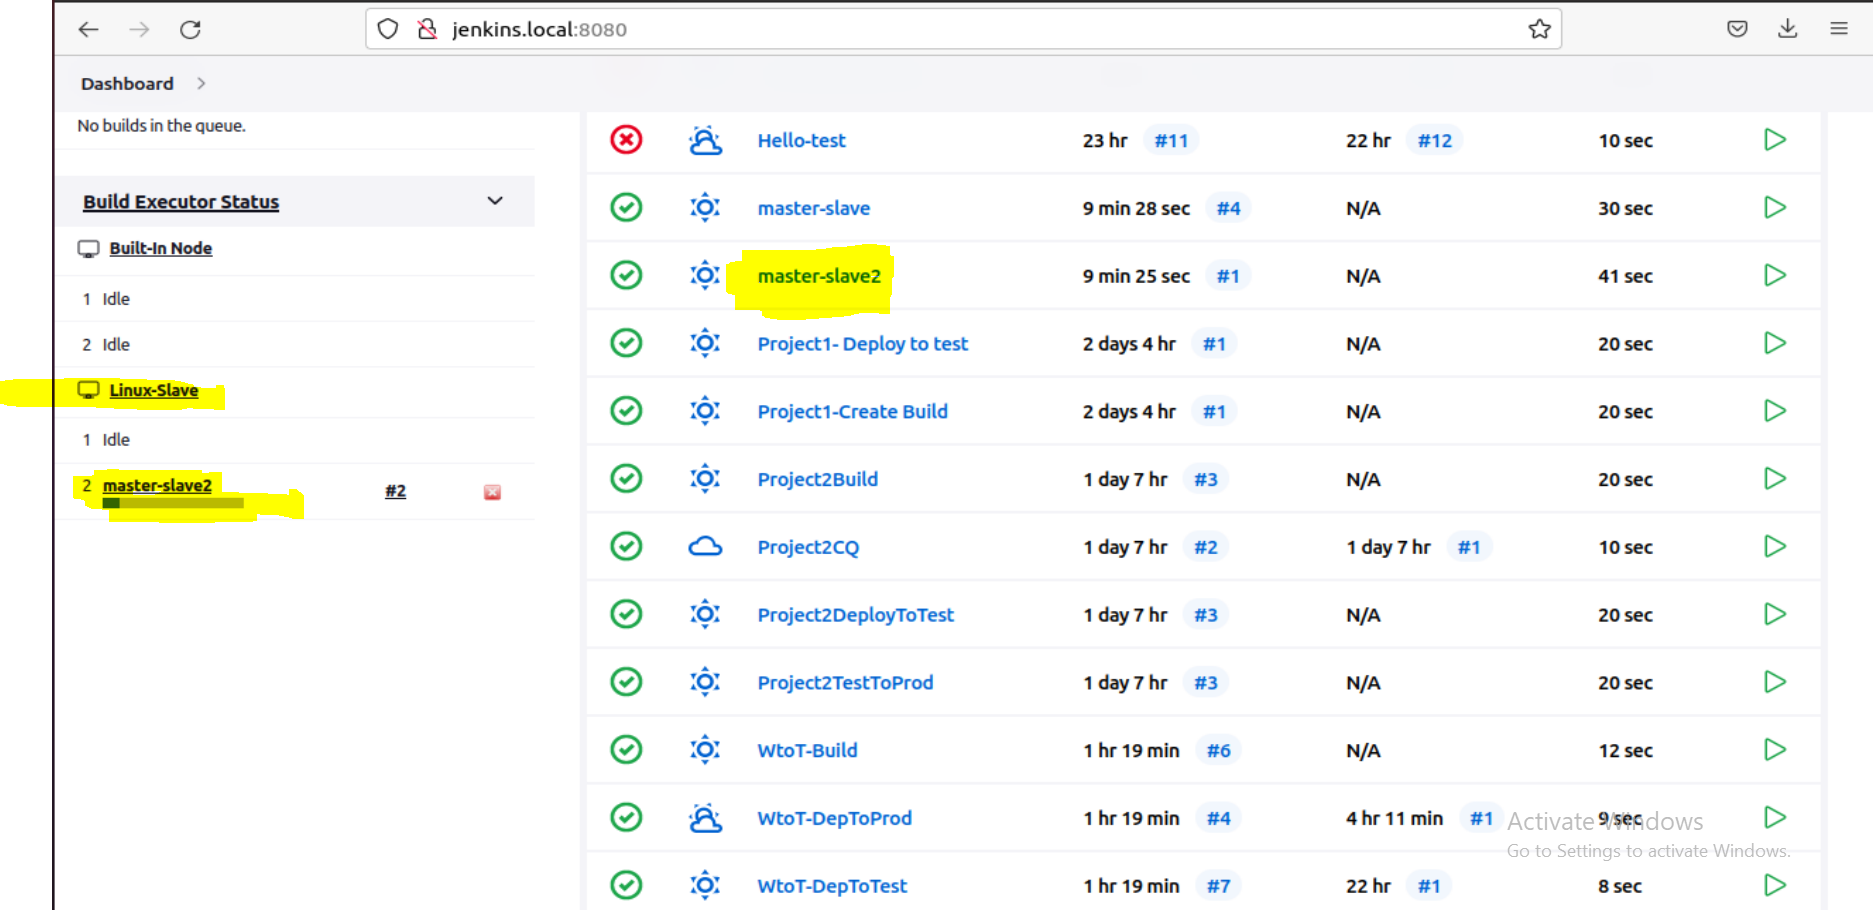 jenkins.local:8080
Dashboard
No builds in the queue.
Build Executor Status
Built-In Node
1 Idle
2 Idle
Linux-Slave
1 Idle
2 master-slave2 #2
Hello-test 23 hr #11 22 hr #12 10 sec
master-slave 9 min 28 sec #4 N/A 30 sec
master-slave2 9 min 25 sec #1 N/A 41 sec
Project1- Deploy to test 2 days 4 hr #1 N/A 20 sec
Project1-Create Build 2 days 4 hr #1 N/A 20 sec
Project2Build 1 day 7 hr #3 N/A 20 sec
Project2CQ 1 day 7 hr #2 1 day 7 hr #1 10 sec
Project2DeployToTest 1 day 7 hr #3 N/A 20 sec
Project2TestToProd 1 day 7 hr #3 N/A 20 sec
WtoT-Build 1 hr 19 min #6 N/A 12 sec
WtoT-DepToProd 1 hr 19 min #4 4 hr 11 min #1 9 sec
WtoT-DepToTest 1 hr 19 min #7 22 hr #1 8 sec
Activate Windows
Go to Settings to activate Windows.